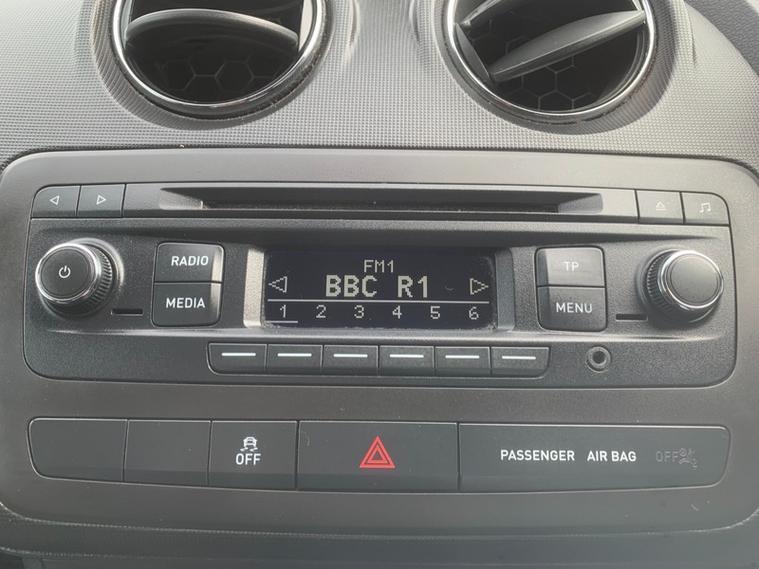 RADIO
MEDIA
FM1
BBC R1
1 2 3 4 5 6
TP
MENU
OFF
PASSENGER AIR BAG OFF